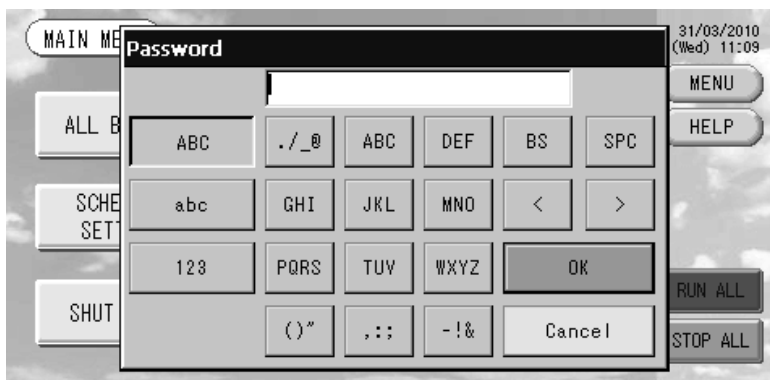 MAIN ME
31/03/2010
(Wed) 11:09
Password
MENU
HELP
ALL B
ABC
./_@
ABC
DEF
BS
SPC
SCHE
SETT
abc
GHI
JKL
MNO
<
>
123
PQRS
TUV
WXYZ
OK
RUN ALL
SHUT
()"
,:;
-!&
Cancel
STOP ALL